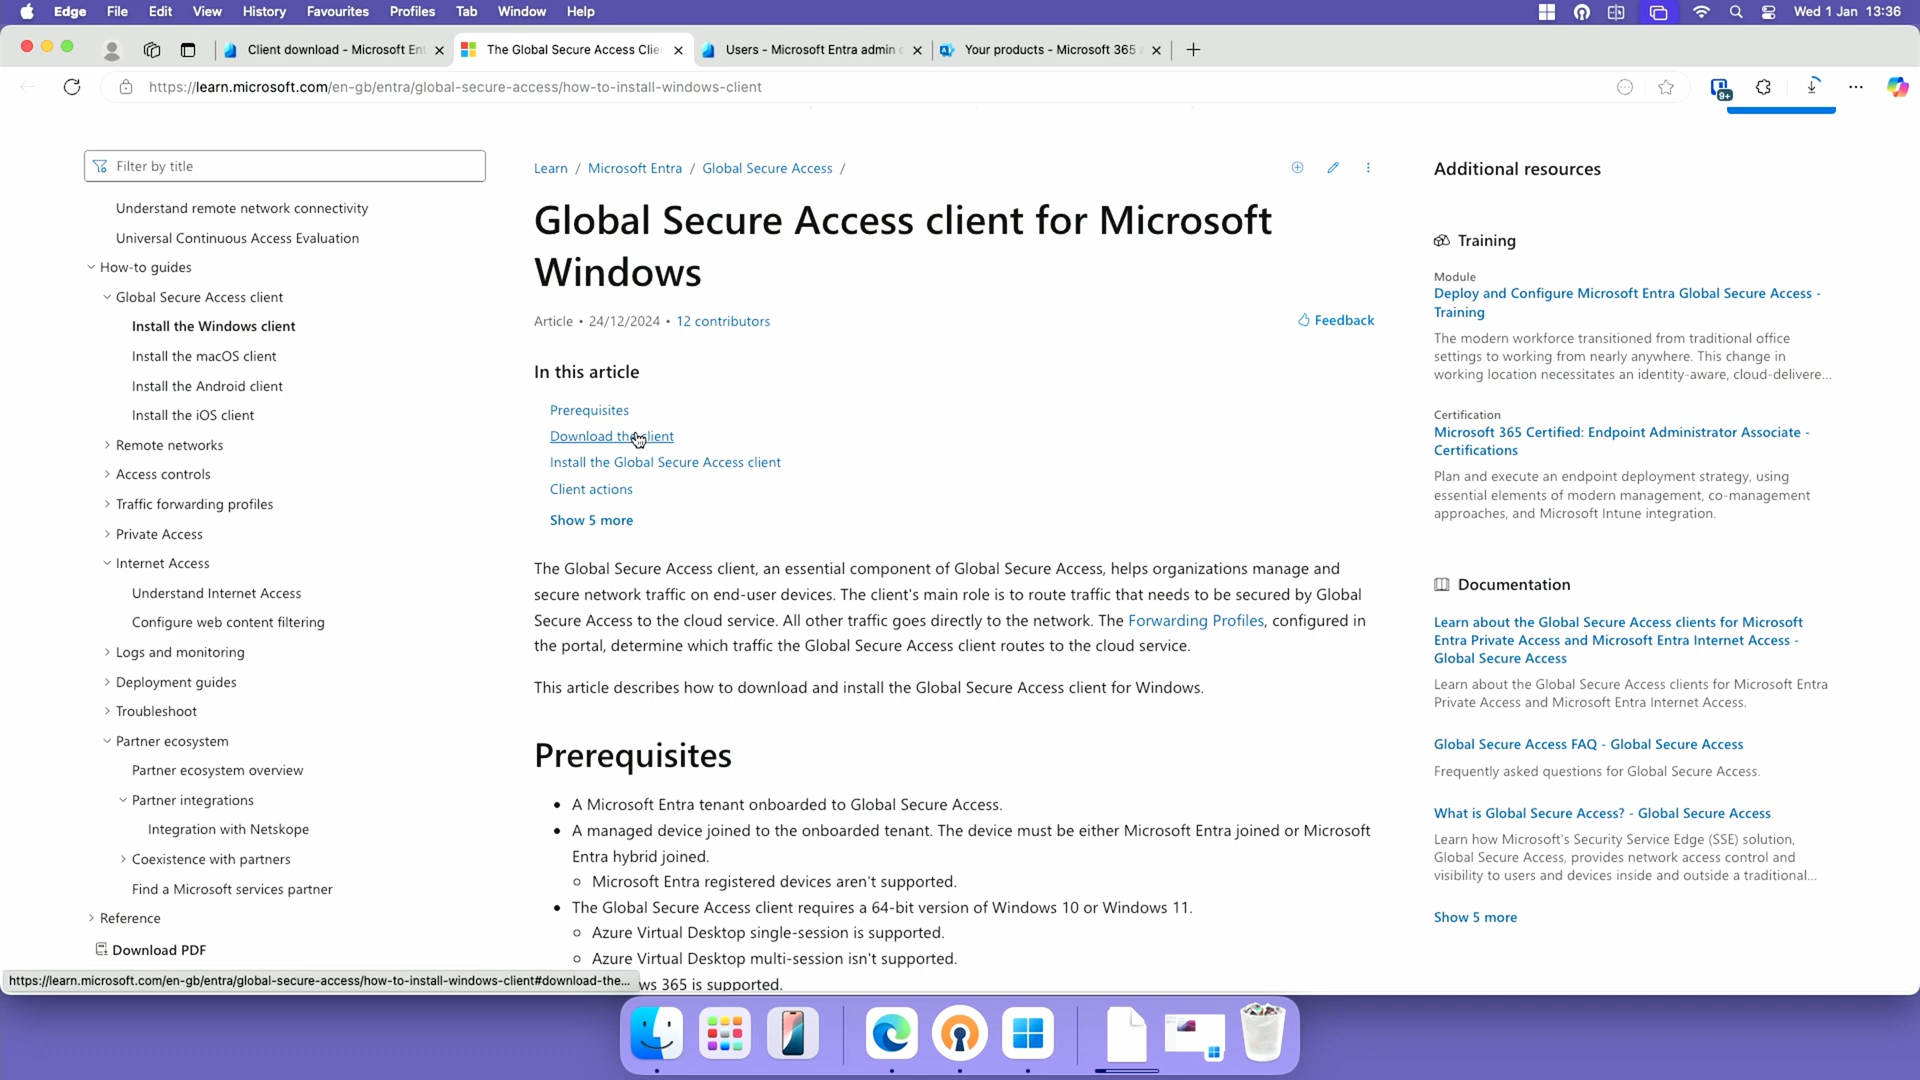 Edge File Edit View History Favourites Profiles Tab Window Help
Wed 1 Jan 13:36
Client download - Microsoft En
The Global Secure Access Clie
Users - Microsoft Entra admin c
Your products - Microsoft 365
https://learn.microsoft.com/en-gb/entra/global-secure-access/how-to-install-windows-client
9+
Filter by title
Understand remote network connectivity
Universal Continuous Access Evaluation
How-to guides
Global Secure Access client
Install the Windows client
Install the macOS client
Install the Android client
Install the iOS client
Remote networks
Access controls
Traffic forwarding profiles
Private Access
Internet Access
Understand Internet Access
Configure web content filtering
Logs and monitoring
Deployment guides
Troubleshoot
Partner ecosystem
Partner ecosystem overview
Partner integrations
Integration with Netskope
Coexistence with partners
Find a Microsoft services partner
Reference
Download PDF
https://learn.microsoft.com/en-gb/entra/global-secure-access/how-to-install-windows-client#download-the...
Learn / Microsoft Entra / Global Secure Access /
Global Secure Access client for Microsoft
Windows
Article • 24/12/2024 • 12 contributors
Feedback
In this article
Prerequisites
Download the client
Install the Global Secure Access client
Client actions
Show 5 more
The Global Secure Access client, an essential component of Global Secure Access, helps organizations manage and
secure network traffic on end-user devices. The client's main role is to route traffic that needs to be secured by Global
Secure Access to the cloud service. All other traffic goes directly to the network. The Forwarding Profiles, configured in
the portal, determine which traffic the Global Secure Access client routes to the cloud service.
This article describes how to download and install the Global Secure Access client for Windows.
Prerequisites
• A Microsoft Entra tenant onboarded to Global Secure Access.
• A managed device joined to the onboarded tenant. The device must be either Microsoft Entra joined or Microsoft
Entra hybrid joined.
Microsoft Entra registered devices aren't supported.
• The Global Secure Access client requires a 64-bit version of Windows 10 or Windows 11.
Azure Virtual Desktop single-session is supported.
Azure Virtual Desktop multi-session isn't supported.
ws 365 is supported.
Additional resources
Training
Module
Deploy and Configure Microsoft Entra Global Secure Access -
Training
The modern workforce transitioned from traditional office
settings to working from nearly anywhere. This change in
working location necessitates an identity-aware, cloud-delivere...
Certification
Microsoft 365 Certified: Endpoint Administrator Associate -
Certifications
Plan and execute an endpoint deployment strategy, using
essential elements of modern management, co-management
approaches, and Microsoft Intune integration.
Documentation
Learn about the Global Secure Access clients for Microsoft
Entra Private Access and Microsoft Entra Internet Access -
Global Secure Access
Learn about the Global Secure Access clients for Microsoft Entra
Private Access and Microsoft Entra Internet Access.
Global Secure Access FAQ - Global Secure Access
Frequently asked questions for Global Secure Access.
What is Global Secure Access? - Global Secure Access
Learn how Microsoft's Security Service Edge (SSE) solution,
Global Secure Access, provides network access control and
visibility to users and devices inside and outside a traditional...
Show 5 more